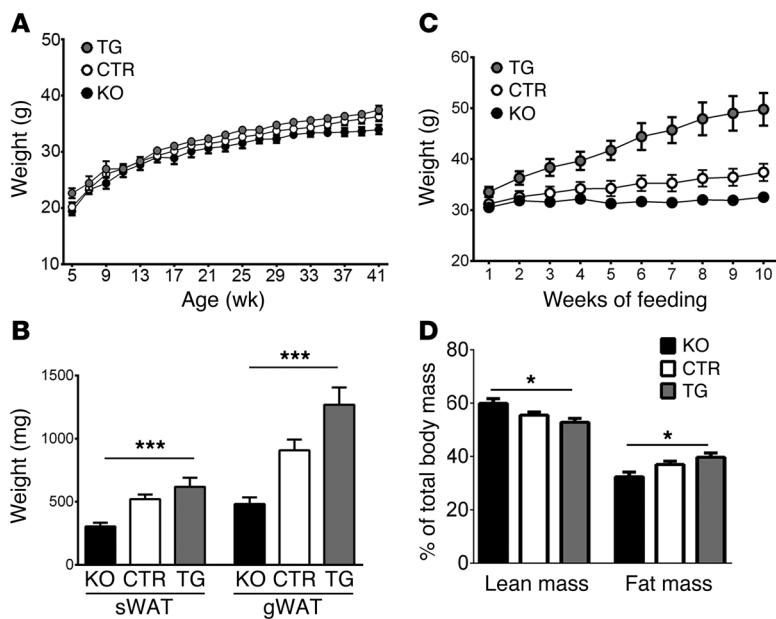 A
TG
CTR
KO
Weight (g)
50
40
30
20
10
5 9 13 17 21 25 29 33 37 41
Age (wk)
C
TG
CTR
KO
Weight (g)
60
50
40
30
20
1 2 3 4 5 6 7 8 9 10
Weeks of feeding
B
Weight (mg)
1500
1000
500
0
***
***
KO CTR TG KO CTR TG
sWAT gWAT
D
KO
CTR
TG
% of total body mass
80
60
40
20
0
*
*
Lean mass Fat mass